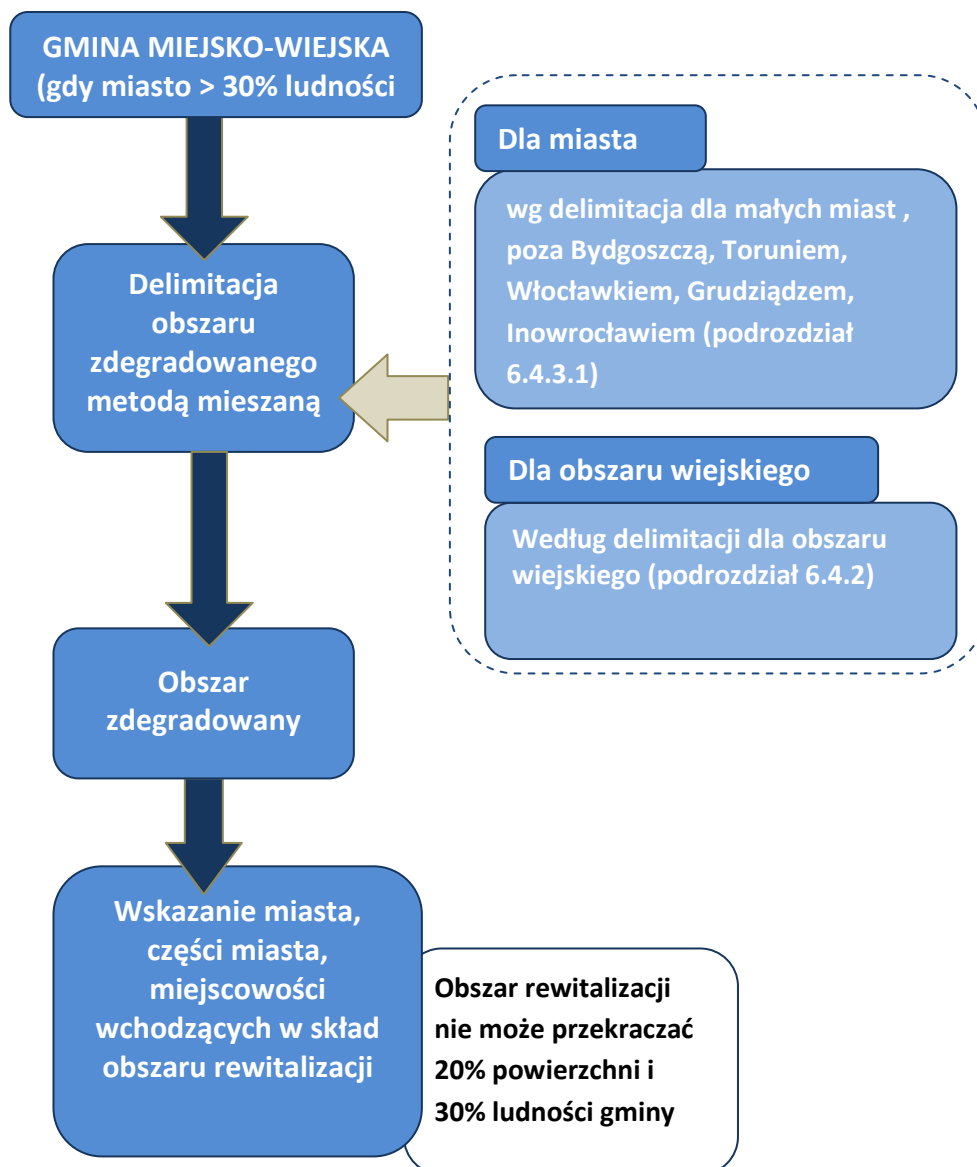 GMINA MIEJSKO-WIEJSKA
(gdy miasto > 30% ludności
Dla miasta
wg delimitacja dla małych miast ,
poza Bydgoszczą, Toruniem,
Włocławkiem, Grudziądzem,
Inowrocławiem (podrozdział
6.4.3.1)
Delimitacja
obszaru
zdegradowanego
metodą mieszaną
Dla obszaru wiejskiego
Według delimitacji dla obszaru
wiejskiego (podrozdział 6.4.2)
Obszar
zdegradowany
Wskazanie miasta,
części miasta,
miejscowości
wchodzących w skład
obszaru rewitalizacji
Obszar rewitalizacji
nie może przekraczać
20% powierzchni i
30% ludności gminy